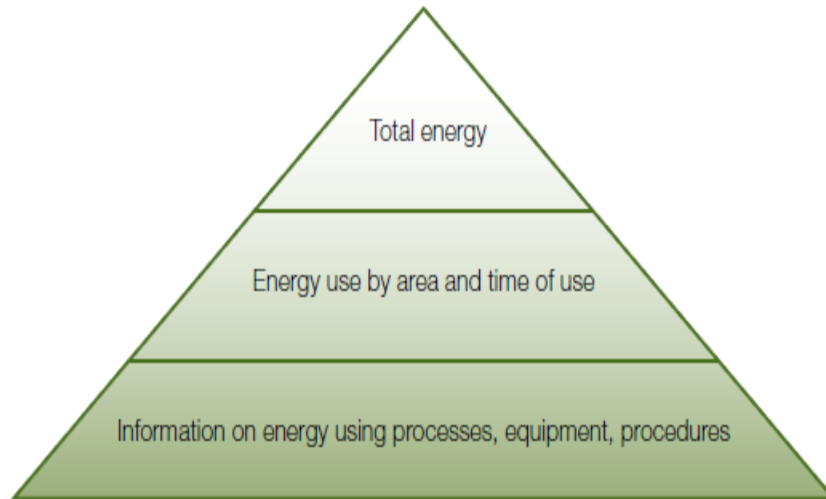 Total energy
Energy use by area and time of use
Information on energy using processes, equipment, procedures